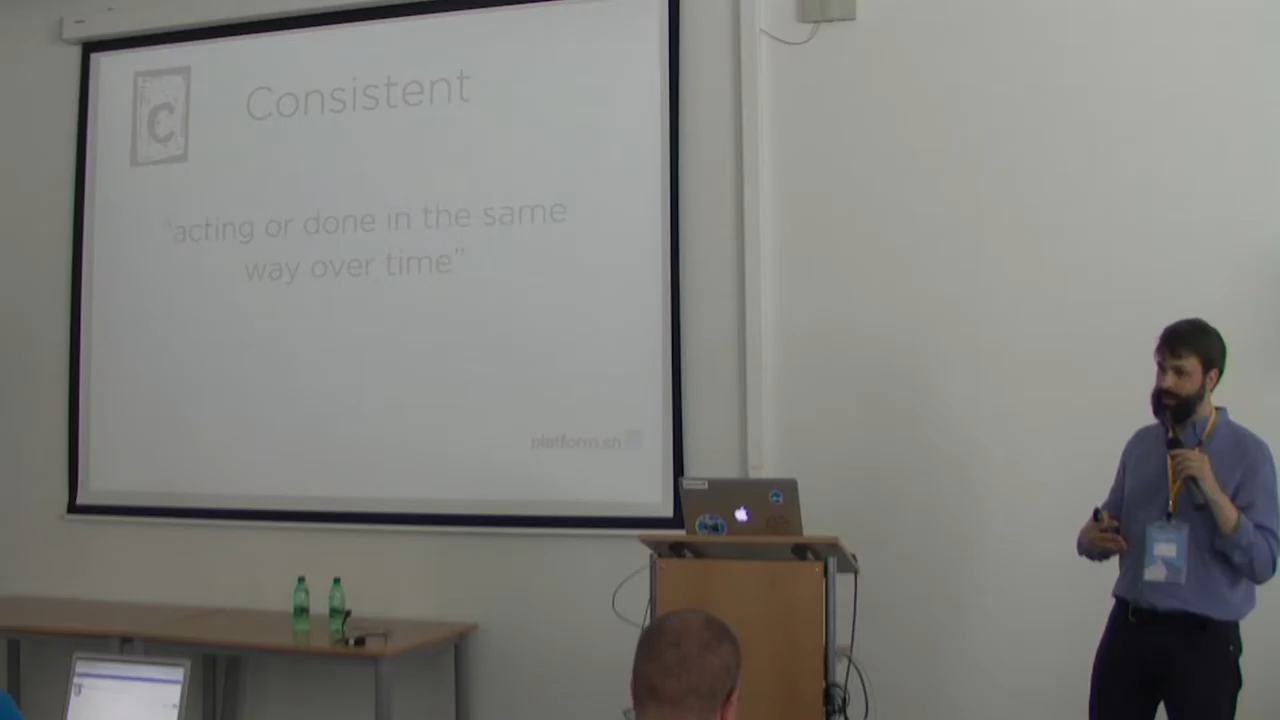 C
Consistent
"acting or done in the same
way over time"
platform.sh